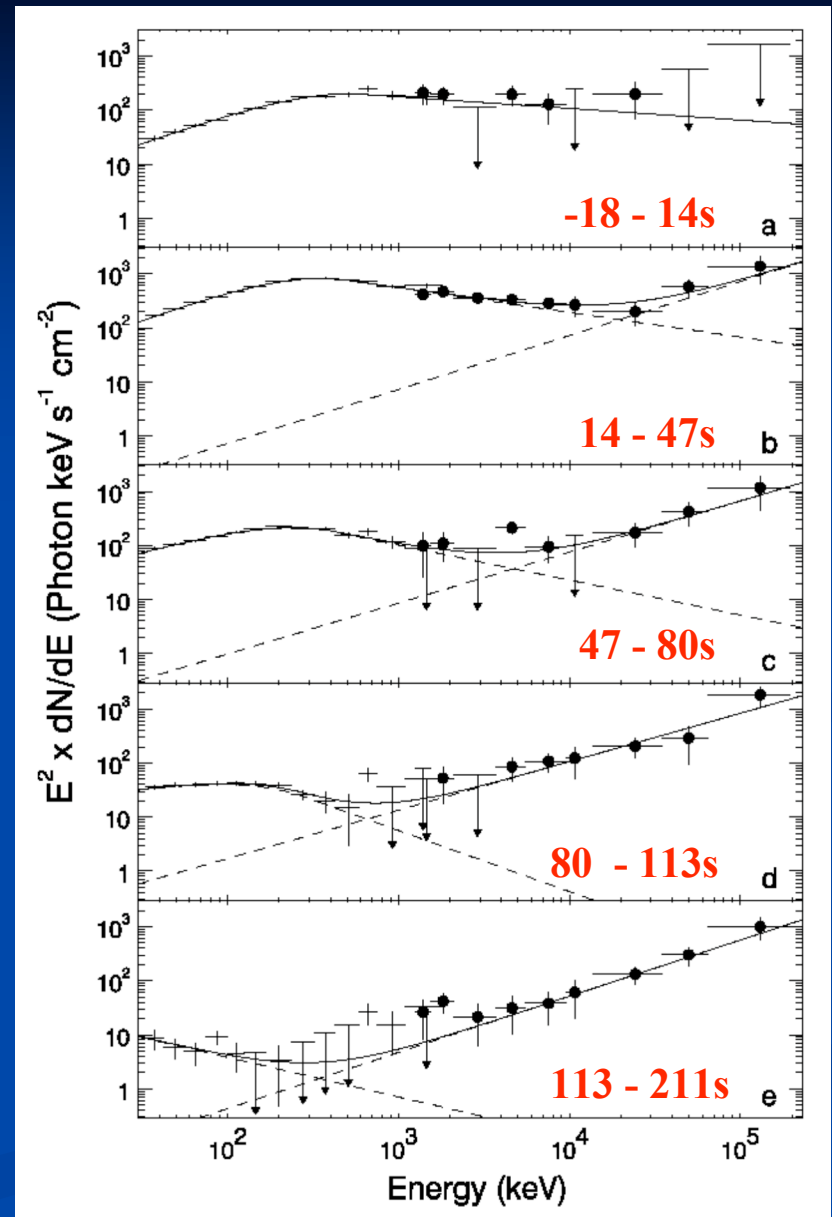 E² x dN/dE (Photon keV s⁻¹ cm⁻²)
10³
10²
10
1
-18 - 14s
a
10³
10²
10
1
14 - 47s
b
10³
10²
10
1
47 - 80s
c
10³
10²
10
1
80 - 113s
d
10³
10²
10
1
113 - 211s
e
10² 10³ 10⁴ 10⁵
Energy (keV)